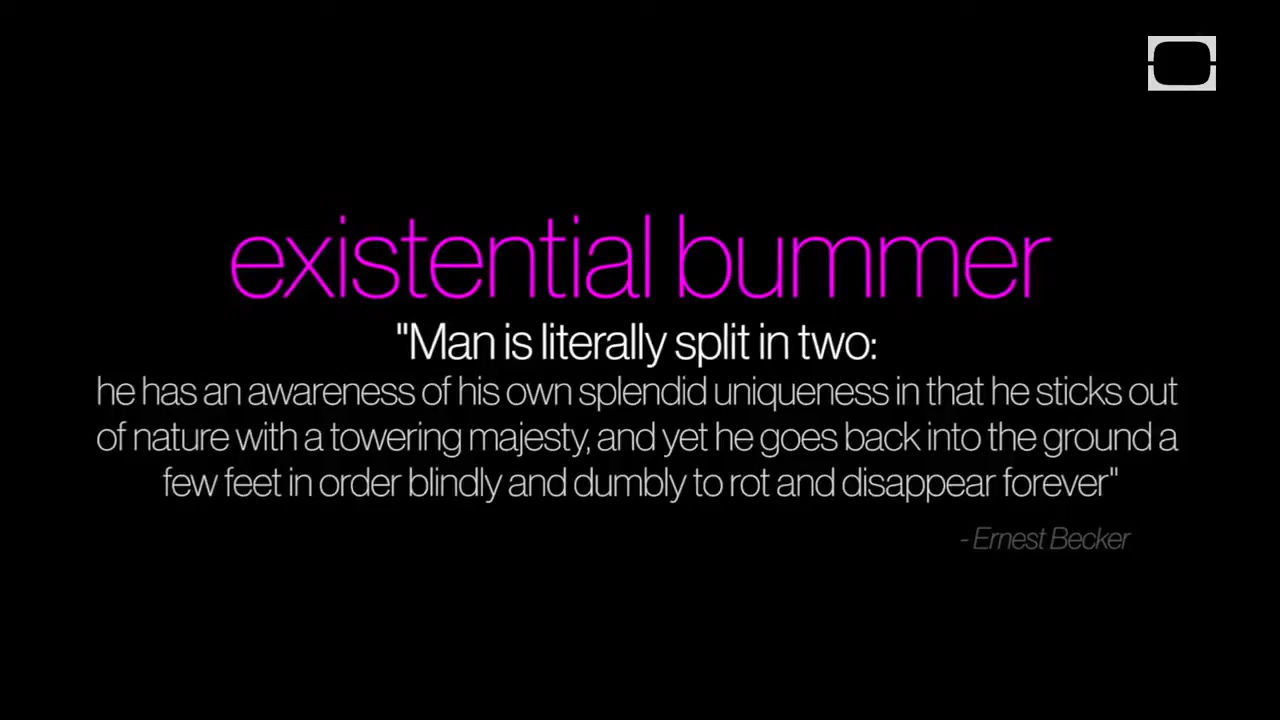 existential bummer
"Man is literally split in two:
he has an awareness of his own splendid uniqueness in that he sticks out
of nature with a towering majesty, and yet he goes back into the ground a
few feet in order blindly and dumbly to rot and disappear forever"
- Ernest Becker